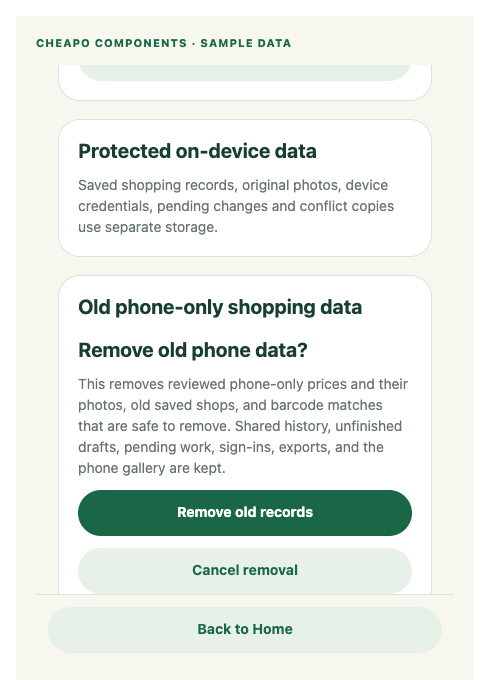 CHEAPO COMPONENTS · SAMPLE DATA
Protected on-device data
Saved shopping records, original photos, device
credentials, pending changes and conflict copies
use separate storage.
Old phone-only shopping data
Remove old phone data?
This removes reviewed phone-only prices and their
photos, old saved shops, and barcode matches
that are safe to remove. Shared history, unfinished
drafts, pending work, sign-ins, exports, and the
phone gallery are kept.
Remove old records
Cancel removal
Back to Home